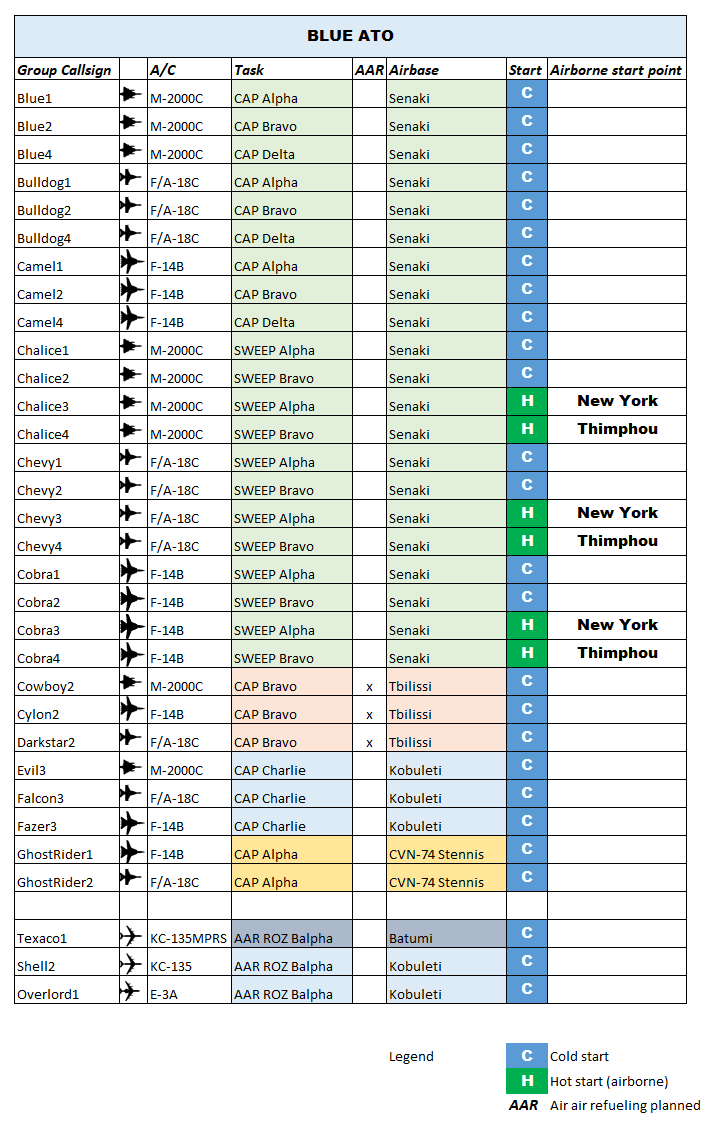 BLUE ATO
Group Callsign A/C Task AAR Airbase Start Airborne start point
Blue1 M-2000C CAP Alpha Senaki C
Blue2 M-2000C CAP Bravo Senaki C
Blue4 M-2000C CAP Delta Senaki C
Bulldog1 F/A-18C CAP Alpha Senaki C
Bulldog2 F/A-18C CAP Bravo Senaki C
Bulldog4 F/A-18C CAP Delta Senaki C
Camel1 F-14B CAP Alpha Senaki C
Camel2 F-14B CAP Bravo Senaki C
Camel4 F-14B CAP Delta Senaki C
Chalice1 M-2000C SWEEP Alpha Senaki C
Chalice2 M-2000C SWEEP Bravo Senaki C
Chalice3 M-2000C SWEEP Alpha Senaki H New York
Chalice4 M-2000C SWEEP Bravo Senaki H Thimphou
Chevy1 F/A-18C SWEEP Alpha Senaki C
Chevy2 F/A-18C SWEEP Bravo Senaki C
Chevy3 F/A-18C SWEEP Alpha Senaki H New York
Chevy4 F/A-18C SWEEP Bravo Senaki H Thimphou
Cobra1 F-14B SWEEP Alpha Senaki C
Cobra2 F-14B SWEEP Bravo Senaki C
Cobra3 F-14B SWEEP Alpha Senaki H New York
Cobra4 F-14B SWEEP Bravo Senaki H Thimphou
Cowboy2 M-2000C CAP Bravo x Tbilissi C
Cylon2 F-14B CAP Bravo x Tbilissi C
Darkstar2 F/A-18C CAP Bravo x Tbilissi C
Evil3 M-2000C CAP Charlie Kobuleti C
Falcon3 F/A-18C CAP Charlie Kobuleti C
Fazer3 F-14B CAP Charlie Kobuleti C
GhostRider1 F-14B CAP Alpha CVN-74 Stennis C
GhostRider2 F/A-18C CAP Alpha CVN-74 Stennis C
Texaco1 KC-135MPRS AAR ROZ Balpha Batumi C
Shell2 KC-135 AAR ROZ Balpha Kobuleti C
Overlord1 E-3A AAR ROZ Balpha Kobuleti C
Legend C Cold start
H Hot start (airborne)
AAR Air air refueling planned